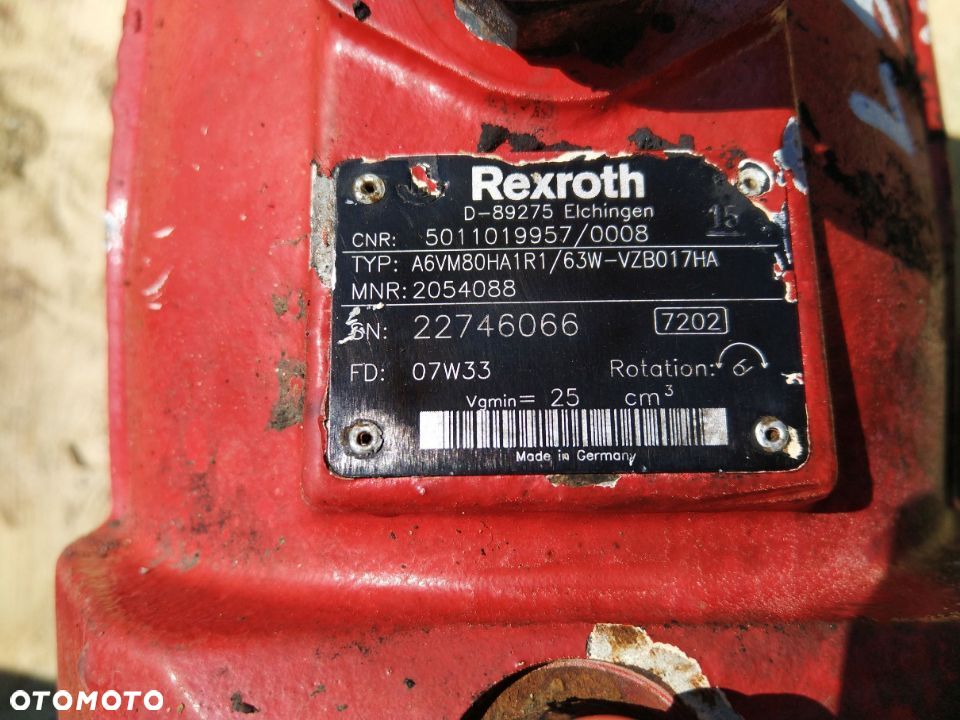 Rexroth
D-89275 Elchingen
15
CNR: 5011019957/0008
TYP: A6VM80HA1R1/63W-VZB017HA
MNR: 2054088
SN: 22746066 7202
FD: 07W33 Rotation:
Vgmin= 25 cm³
Made in Germany
OTOMOTO